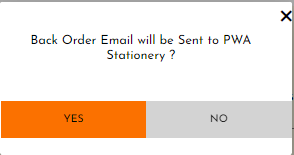 Back Order Email will be Sent to PWA
Stationery ?
YES
NO